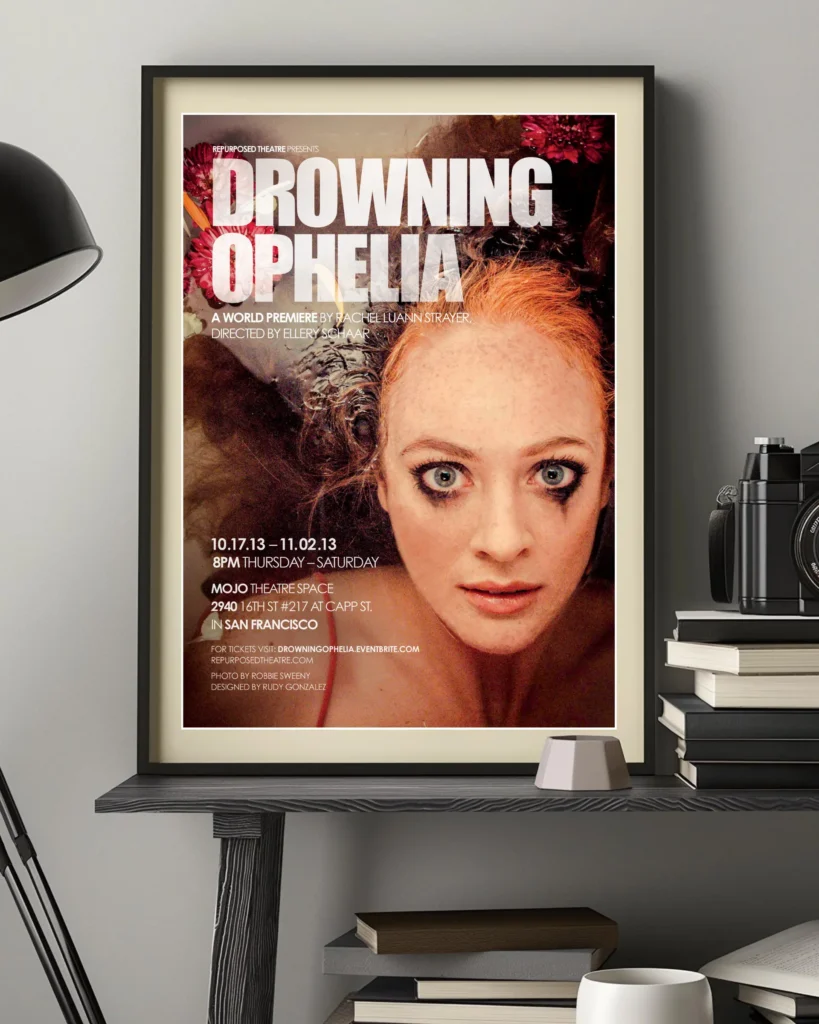 REPURPOSED THEATRE PRESENTS
DROWNING
OPHELIA
A WORLD PREMIERE BY RACHEL LUANN STRAYER,
DIRECTED BY ELLERY SCHAAR
10.17.13 – 11.02.13
8PM THURSDAY – SATURDAY
MOJO THEATRE SPACE
2940 16TH ST #217 AT CAPP ST,
IN SAN FRANCISCO
FOR TICKETS VISIT: DROWNINGOPHELIA.EVENTBRITE.COM
REPURPOSEDTHEATRE.COM
PHOTO BY ROBBIE SWEENY
DESIGNED BY RUDY GONZALEZ